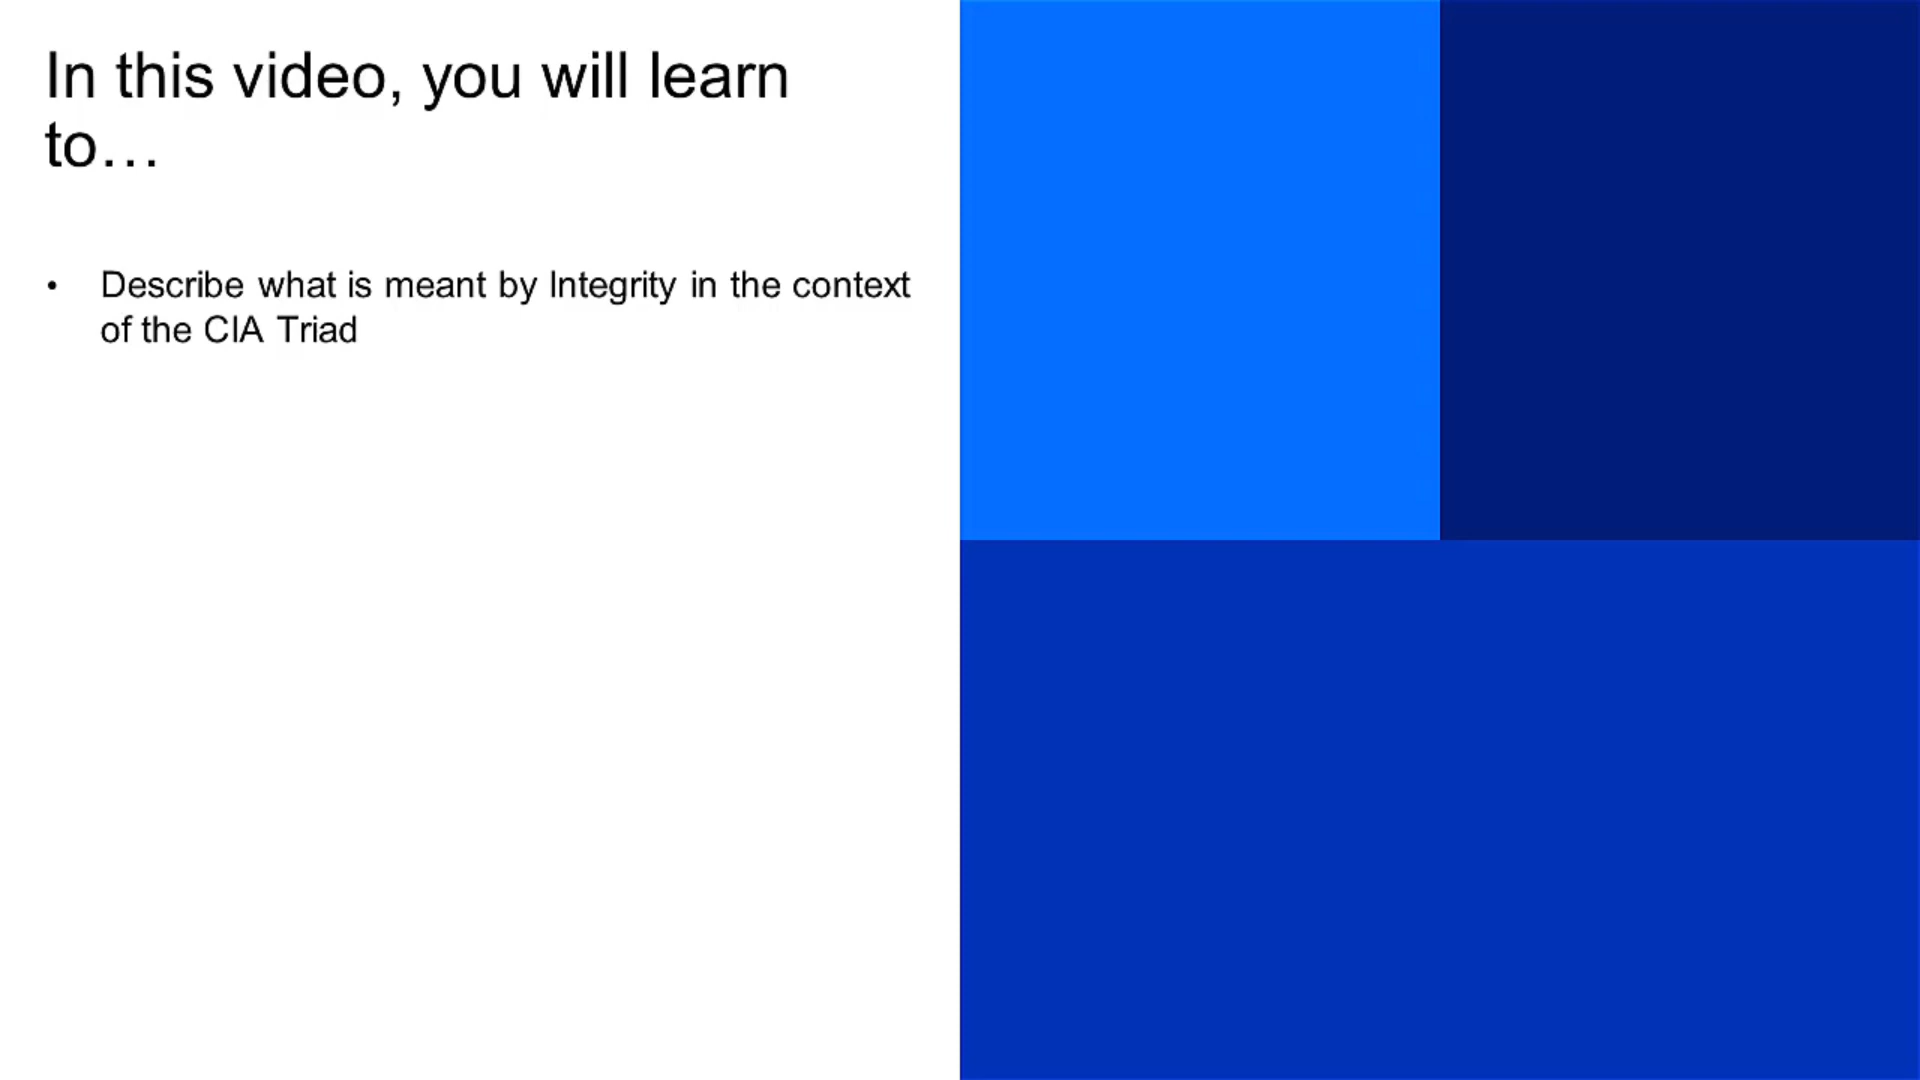 In this video, you will learn
to…
• Describe what is meant by Integrity in the context
of the CIA Triad